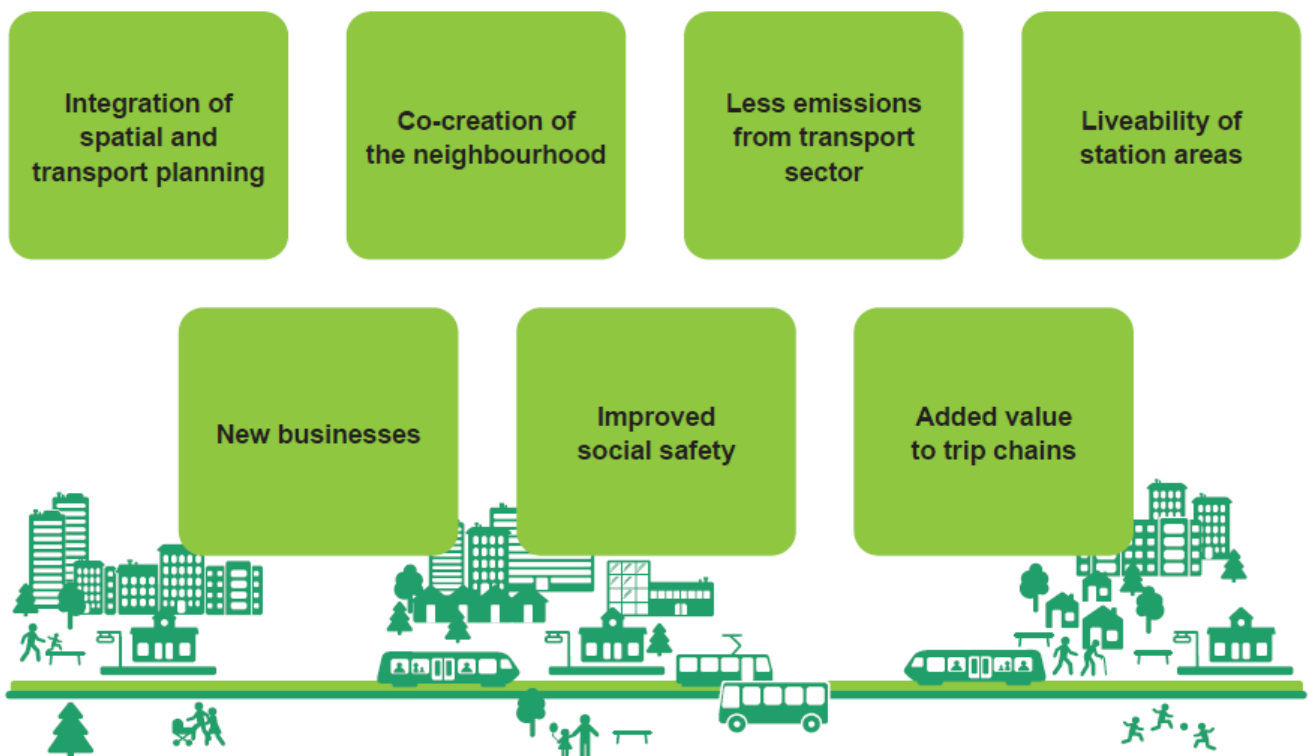 Integration of
spatial and
transport planning
Co-creation of
the neighbourhood
Less emissions
from transport
sector
Liveability of
station areas
New businesses
Improved
social safety
Added value
to trip chains